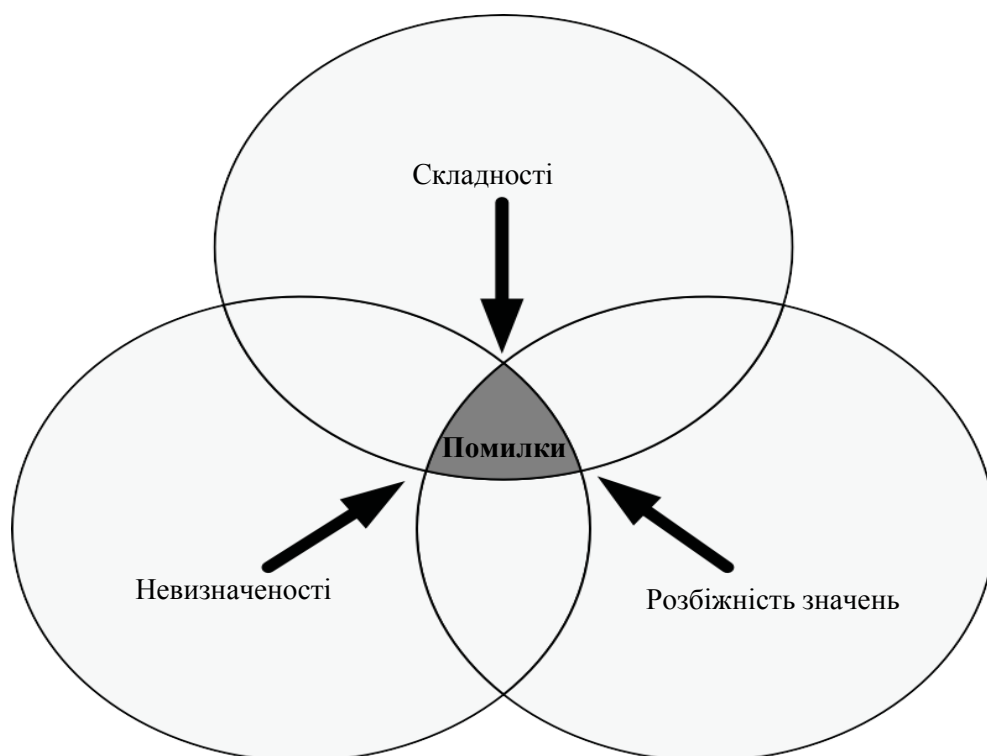 Складності
Помилки
Невизначеності
Розбіжність значень